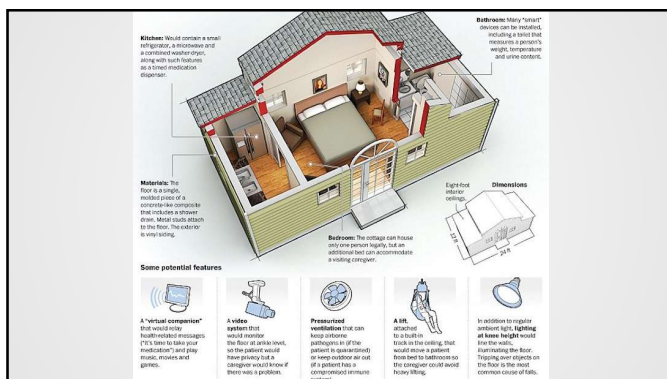 Kitchen: Would contain a small
refrigerator, a microwave and
a combined washer-dryer,
along with such features
as a timed medication
dispenser.
Bathroom: Many "smart"
devices can be installed,
including a toilet that
measures a person's
weight, temperature
and urine content.
Materials: The
floor is a single,
molded piece of a
concrete-like composite
that includes a shower
drain. Metal studs attach
to the floor. The exterior
is vinyl siding.
Bedroom: The cottage can house
only one person legally, but an
additional bed can accommodate
a visiting caregiver.
Eight-foot
interior
ceilings.
Dimensions
12 ft
24 ft
Some potential features
A "virtual companion"
that would relay
health-related messages
("it's time to take your
medication") and play
music, movies and
games.
A video
system that
would monitor
the floor at ankle level,
so the patient would
have privacy but a
caregiver would know if
there was a problem.
Pressurized
ventilation that can
keep airborne
pathogens in (if the
patient is quarantined)
or keep outdoor air out
(if a patient has a
compromised immune
A lift,
attached
to a built-in
track in the ceiling, that
would move a patient
from bed to bathroom so
the caregiver could avoid
heavy lifting.
In addition to regular
ambient light, lighting
at knee height would
line the walls,
illuminating the floor.
Tripping over objects on
the floor is the most
common cause of falls.